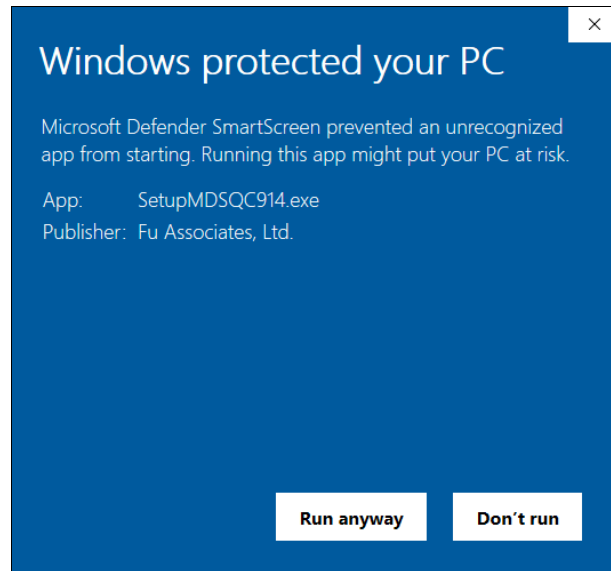 Windows protected your PC
Microsoft Defender SmartScreen prevented an unrecognized
app from starting. Running this app might put your PC at risk.
App: SetupMDSQC914.exe
Publisher: Fu Associates, Ltd.
Run anyway Don’t run